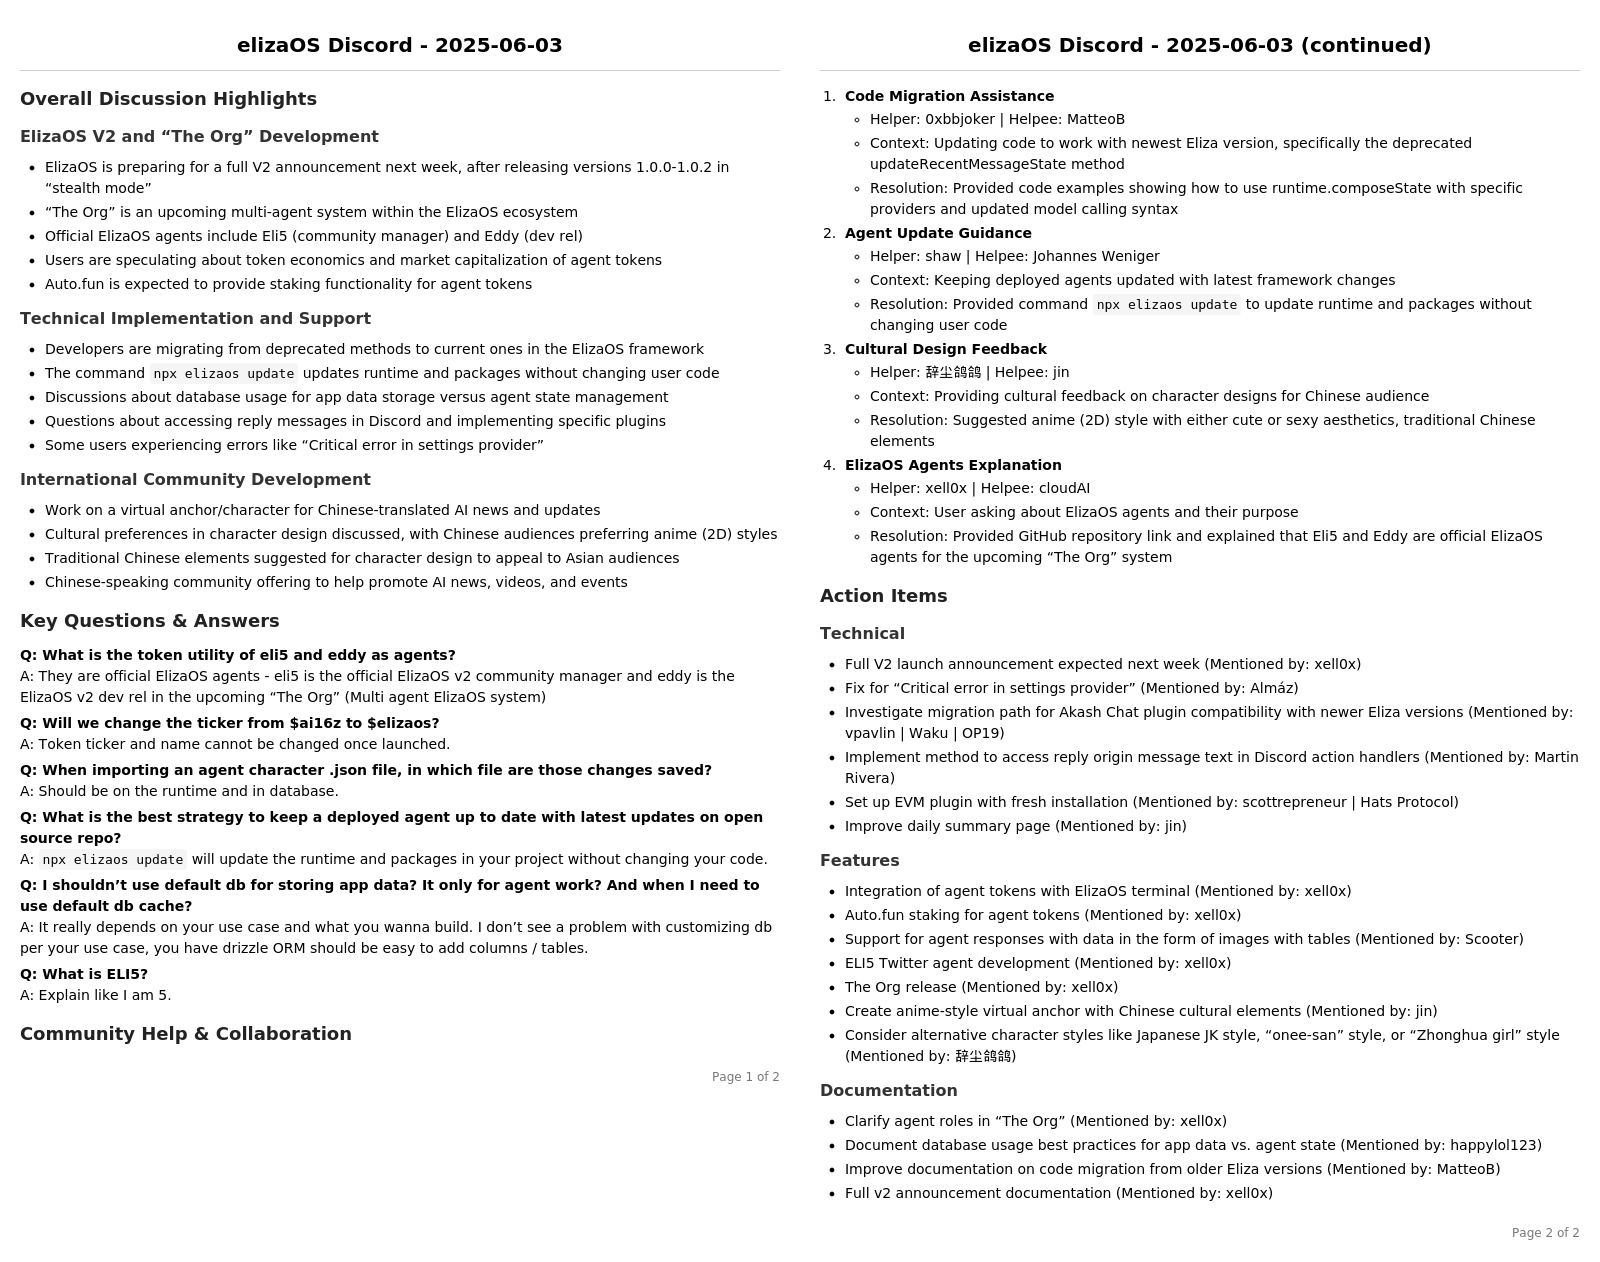 elizaOS Discord - 2025-06-03
Overall Discussion Highlights
ElizaOS V2 and “The Org” Development
• ElizaOS is preparing for a full V2 announcement next week, after releasing versions 1.0.0-1.0.2 in
“stealth mode”
• “The Org” is an upcoming multi-agent system within the ElizaOS ecosystem
• Official ElizaOS agents include Eli5 (community manager) and Eddy (dev rel)
• Users are speculating about token economics and market capitalization of agent tokens
• Auto.fun is expected to provide staking functionality for agent tokens
Technical Implementation and Support
• Developers are migrating from deprecated methods to current ones in the ElizaOS framework
• The command npx elizaos update updates runtime and packages without changing user code
• Discussions about database usage for app data storage versus agent state management
• Questions about accessing reply messages in Discord and implementing specific plugins
• Some users experiencing errors like “Critical error in settings provider”
International Community Development
• Work on a virtual anchor/character for Chinese-translated AI news and updates
• Cultural preferences in character design discussed, with Chinese audiences preferring anime (2D) styles
• Traditional Chinese elements suggested for character design to appeal to Asian audiences
• Chinese-speaking community offering to help promote AI news, videos, and events
Key Questions & Answers
Q: What is the token utility of eli5 and eddy as agents?
A: They are official ElizaOS agents - eli5 is the official ElizaOS v2 community manager and eddy is the
ElizaOS v2 dev rel in the upcoming “The Org” (Multi agent ElizaOS system)
Q: Will we change the ticker from $ai16z to $elizaos?
A: Token ticker and name cannot be changed once launched.
Q: When importing an agent character .json file, in which file are those changes saved?
A: Should be on the runtime and in database.
Q: What is the best strategy to keep a deployed agent up to date with latest updates on open
source repo?
A: npx elizaos update will update the runtime and packages in your project without changing your code.
Q: I shouldn’t use default db for storing app data? It only for agent work? And when I need to
use default db cache?
A: It really depends on your use case and what you wanna build. I don’t see a problem with customizing db
per your use case, you have drizzle ORM should be easy to add columns / tables.
Q: What is ELI5?
A: Explain like I am 5.
Community Help & Collaboration
Page 1 of 2
elizaOS Discord - 2025-06-03 (continued)
1. Code Migration Assistance
◦ Helper: 0xbbjoker | Helpee: MatteoB
◦ Context: Updating code to work with newest Eliza version, specifically the deprecated
updateRecentMessageState method
◦ Resolution: Provided code examples showing how to use runtime.composeState with specific
providers and updated model calling syntax
2. Agent Update Guidance
◦ Helper: shaw | Helpee: Johannes Weniger
◦ Context: Keeping deployed agents updated with latest framework changes
◦ Resolution: Provided command npx elizaos update to update runtime and packages without
changing user code
3. Cultural Design Feedback
◦ Helper: 辞尘鸽鸽 | Helpee: jin
◦ Context: Providing cultural feedback on character designs for Chinese audience
◦ Resolution: Suggested anime (2D) style with either cute or sexy aesthetics, traditional Chinese
elements
4. ElizaOS Agents Explanation
◦ Helper: xell0x | Helpee: cloudAI
◦ Context: User asking about ElizaOS agents and their purpose
◦ Resolution: Provided GitHub repository link and explained that Eli5 and Eddy are official ElizaOS
agents for the upcoming “The Org” system
Action Items
Technical
• Full V2 launch announcement expected next week (Mentioned by: xell0x)
• Fix for “Critical error in settings provider” (Mentioned by: Almáz)
• Investigate migration path for Akash Chat plugin compatibility with newer Eliza versions (Mentioned by:
vpavlin | Waku | OP19)
• Implement method to access reply origin message text in Discord action handlers (Mentioned by: Martin
Rivera)
• Set up EVM plugin with fresh installation (Mentioned by: scottrepreneur | Hats Protocol)
• Improve daily summary page (Mentioned by: jin)
Features
• Integration of agent tokens with ElizaOS terminal (Mentioned by: xell0x)
• Auto.fun staking for agent tokens (Mentioned by: xell0x)
• Support for agent responses with data in the form of images with tables (Mentioned by: Scooter)
• ELI5 Twitter agent development (Mentioned by: xell0x)
• The Org release (Mentioned by: xell0x)
• Create anime-style virtual anchor with Chinese cultural elements (Mentioned by: jin)
• Consider alternative character styles like Japanese JK style, “onee-san” style, or “Zhonghua girl” style
(Mentioned by: 辞尘鸽鸽)
Documentation
• Clarify agent roles in “The Org” (Mentioned by: xell0x)
• Document database usage best practices for app data vs. agent state (Mentioned by: happylol123)
• Improve documentation on code migration from older Eliza versions (Mentioned by: MatteoB)
• Full v2 announcement documentation (Mentioned by: xell0x)
Page 2 of 2